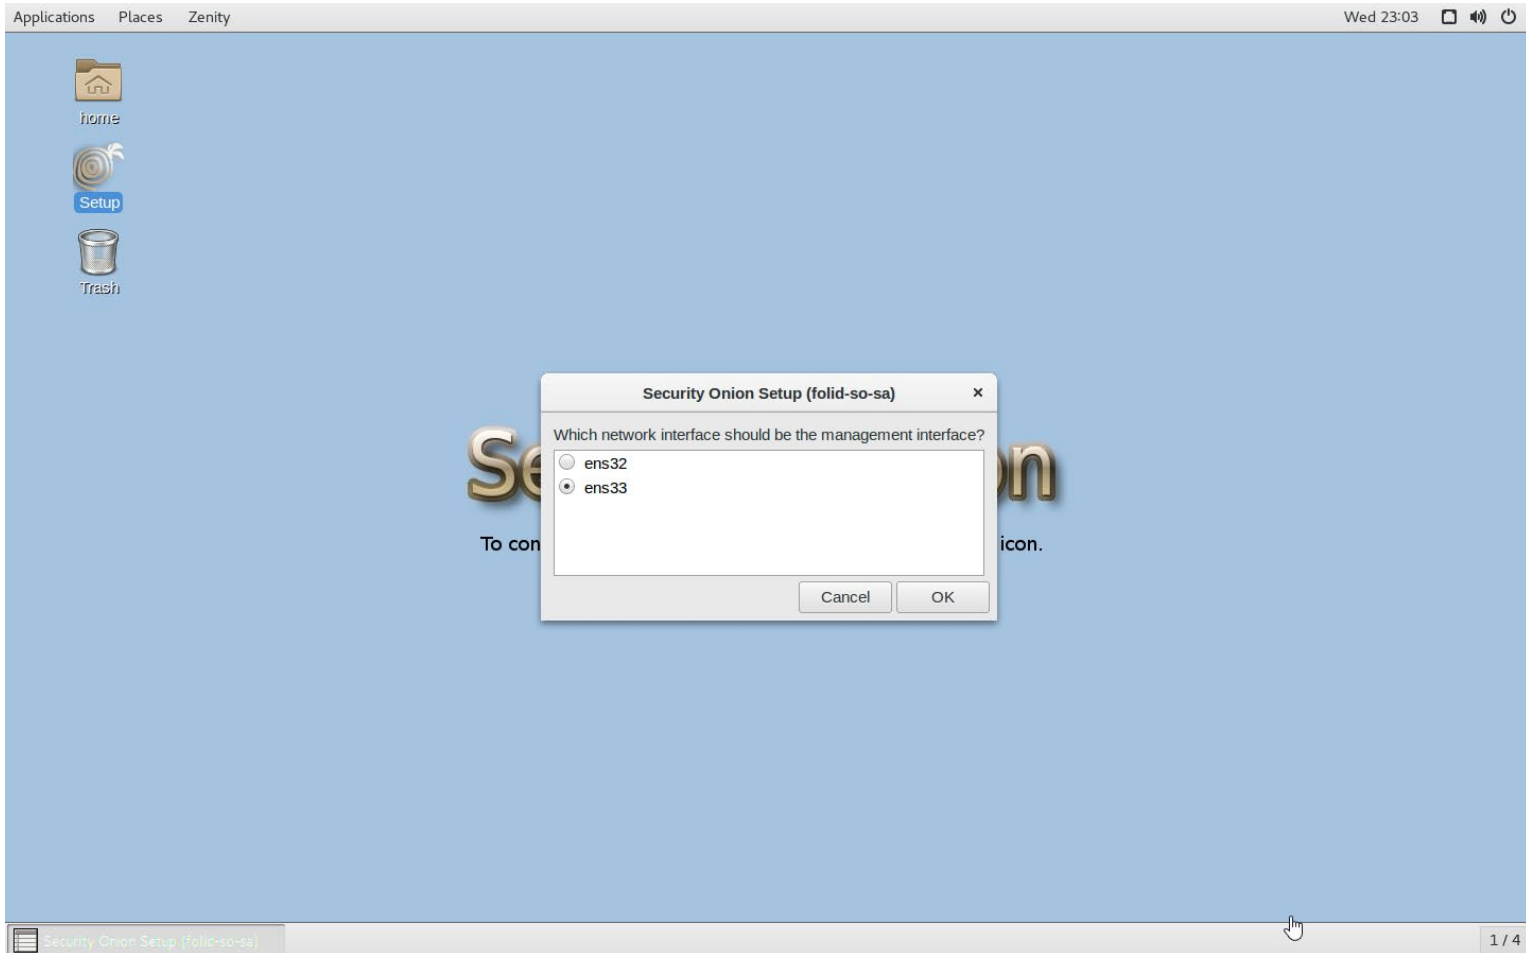 Applications Places Zenity Wed 23:03
home
Setup
Trash
Security Onion Setup (folid-so-sa)
Which network interface should be the management interface?
ens32
ens33
Se on
To con icon.
Cancel OK
Security Onion Setup (folid-so-sa)
1 / 4